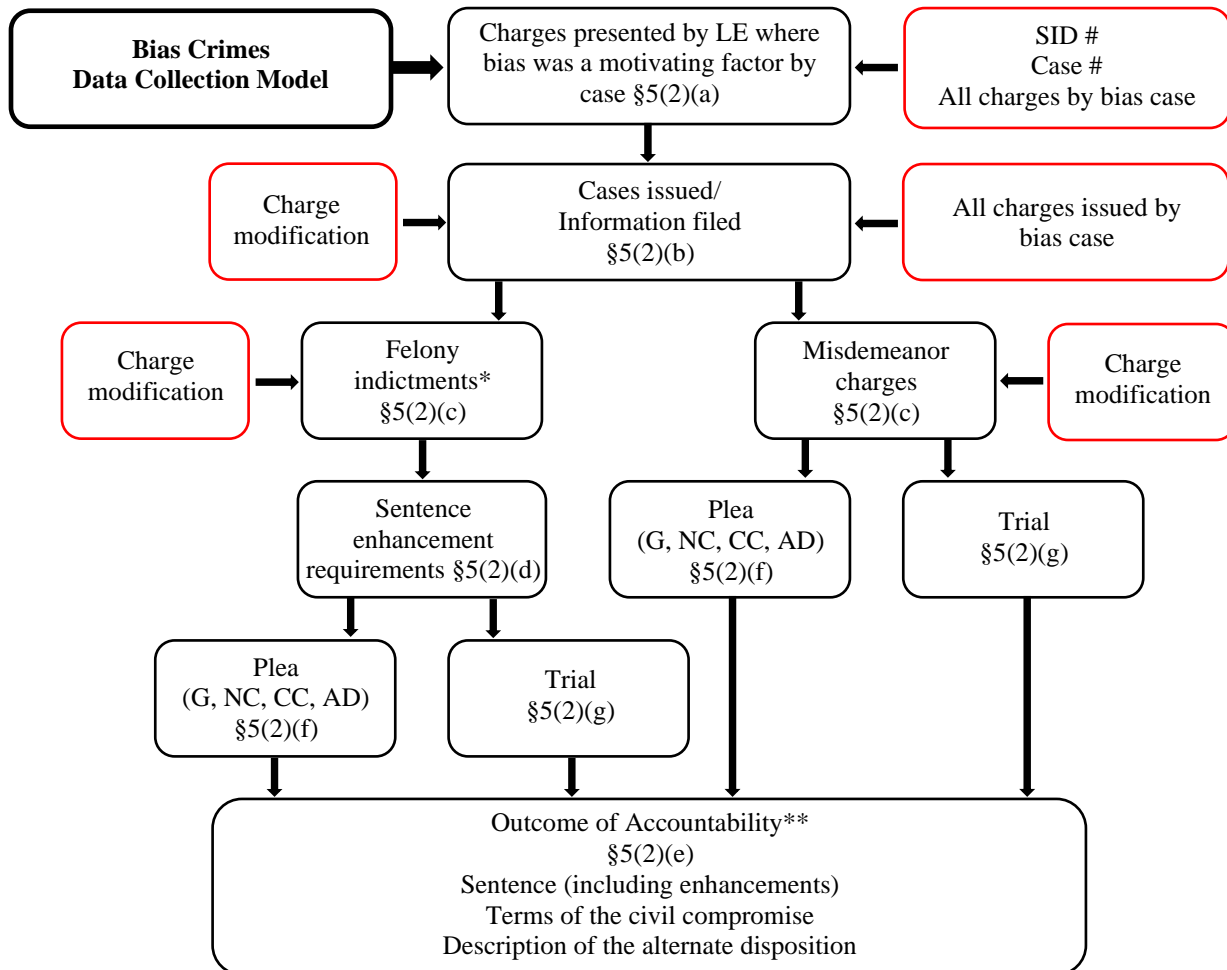 Bias Crimes
Data Collection Model
Charges presented by LE where
bias was a motivating factor by
case §5(2)(a)
SID #
Case #
All charges by bias case
Charge
modification
Cases issued/
Information filed
§5(2)(b)
All charges issued by
bias case
Charge
modification
Felony
indictments*
§5(2)(c)
Misdemeanor
charges
§5(2)(c)
Charge
modification
Sentence
enhancement
requirements §5(2)(d)
Plea
(G, NC, CC, AD)
§5(2)(f)
Trial
§5(2)(g)
Plea
(G, NC, CC, AD)
§5(2)(f)
Trial
§5(2)(g)
Outcome of Accountability**
§5(2)(e)
Sentence (including enhancements)
Terms of the civil compromise
Description of the alternate disposition